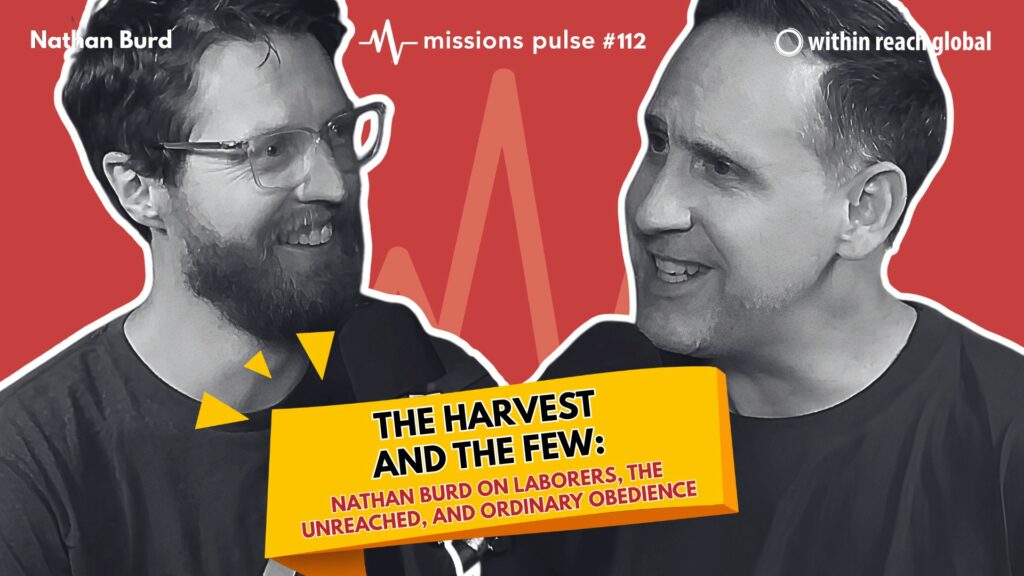 Nathan Burd
missions pulse #112
within reach global
THE HARVEST
AND THE FEW:
NATHAN BURD ON LABORERS, THE
UNREACHED, AND ORDINARY OBEDIENCE